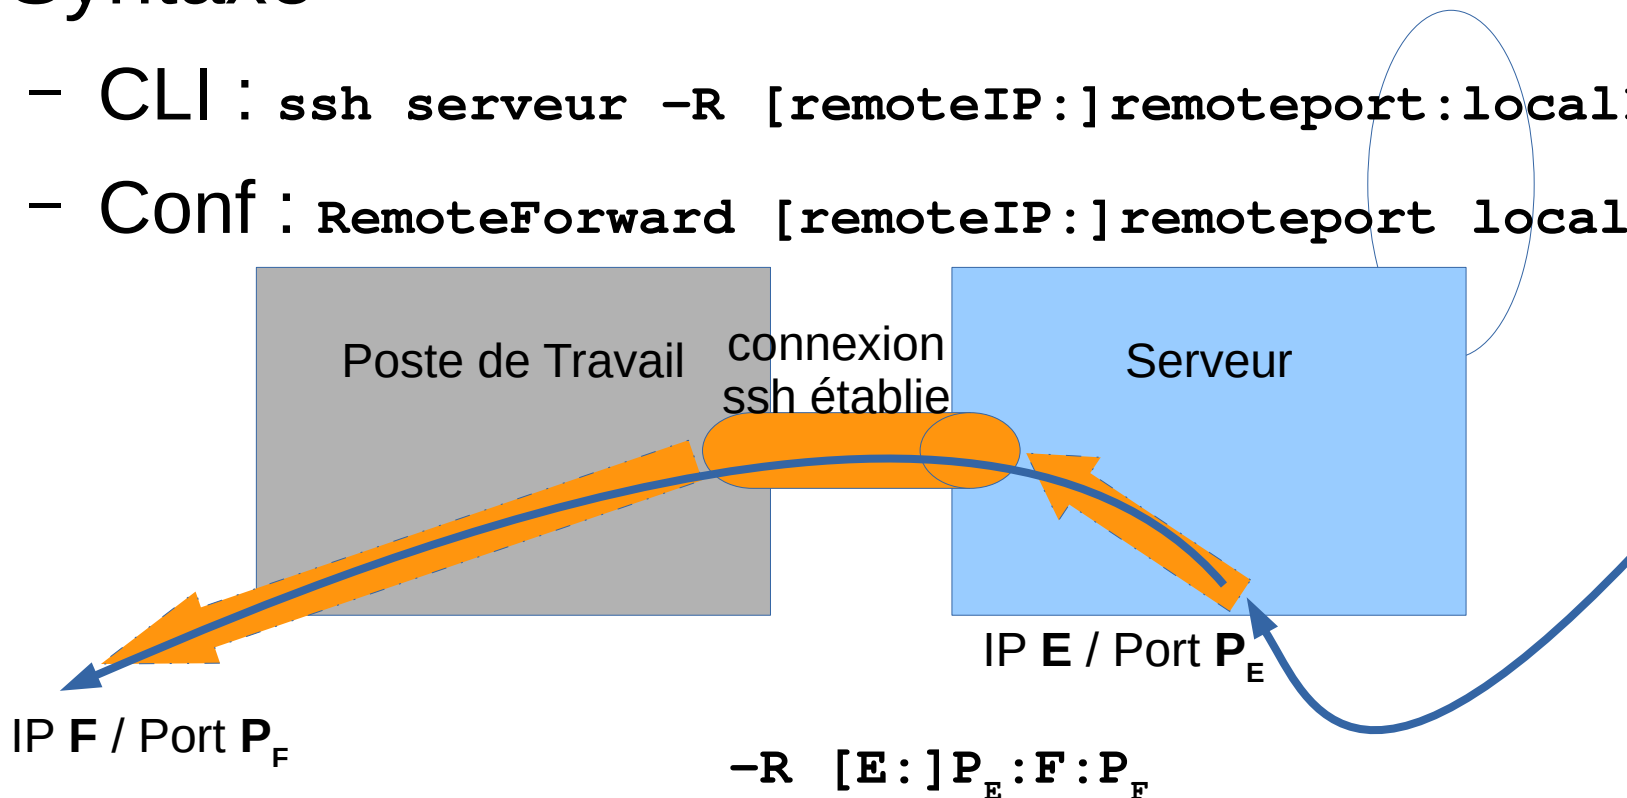 – CLI : ssh serveur -R [remoteIP:]remoteport:local
– Conf : RemoteForward [remoteIP:]remoteport local
Poste de Travail
connexion
ssh établie
Serveur
IP E / Port PE
IP F / Port PF
-R [E:]PE:F:PF